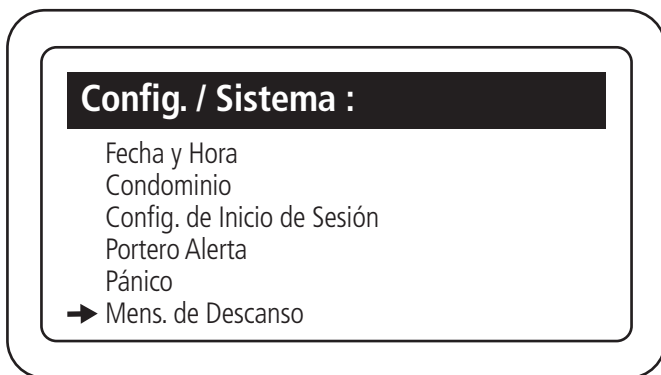 Config. / Sistema :
Fecha y Hora
Condominio
Config. de Inicio de Sesión
Portero Alerta
Pánico
Mens. de Descanso